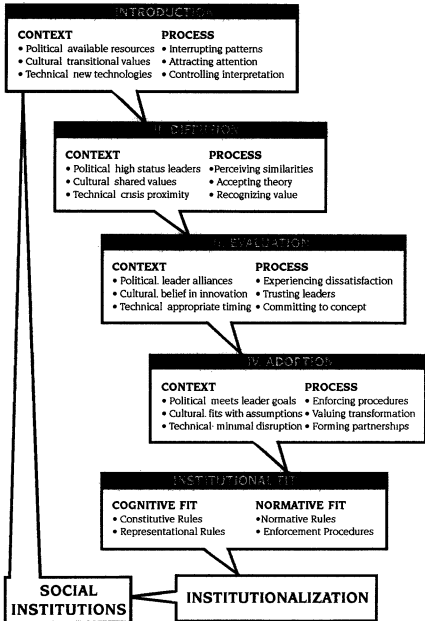 INTRODUCTION
CONTEXT PROCESS
• Political available resources • Interrupting patterns
• Cultural transitional values • Attracting attention
• Technical new technologies • Controlling interpretation
CONTEXT PROCESS
• Political high status leaders •Perceiving similarities
• Cultural shared values • Accepting theory
• Technical crisis proximity • Recognizing value
EVALUATION
CONTEXT PROCESS
• Political. leader alliances • Experiencing dissatisfaction
• Cultural. belief in innovation • Trusting leaders
• Technical appropriate timing • Committing to concept
IV. ADOPTION
CONTEXT PROCESS
• Political meets leader goals • Enforcing procedures
• Cultural. fits with assumptions • Valuing transformation
• Technical- minimal disruption • Forming partnerships
INSTITUTIONAL FIT
COGNITIVE FIT NORMATIVE FIT
• Constitutive Rules •Normative Rules
• Representational Rules • Enforcement Procedures
SOCIAL
INSTITUTIONS
INSTITUTIONALIZATION